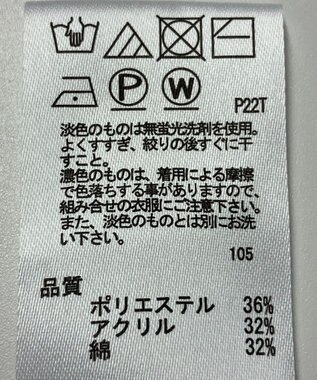 P W
P22T
淡色のものは無蛍光洗剤を使用。
よくすすぎ、絞りの後すぐに干
すこと。
濃色のものは、着用による摩擦
で色落ちする事がありますので、
組み合せの衣服にご注意下さい。
また、淡色のものとは別にお洗
い下さい。
105
品質
ポリエステル 36%
アクリル 32%
綿 32%